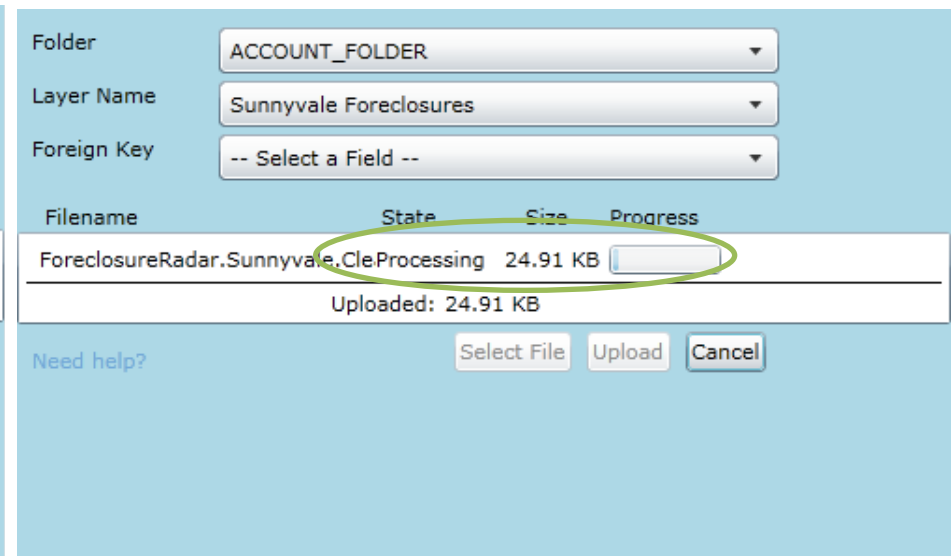 Folder ACCOUNT_FOLDER
Layer Name Sunnyvale Foreclosures
Foreign Key -- Select a Field --
Filename State Size Progress
ForeclosureRadar.Sunnyvale.Cle Processing 24.91 KB
Uploaded: 24.91 KB
Need help? Select File Upload Cancel